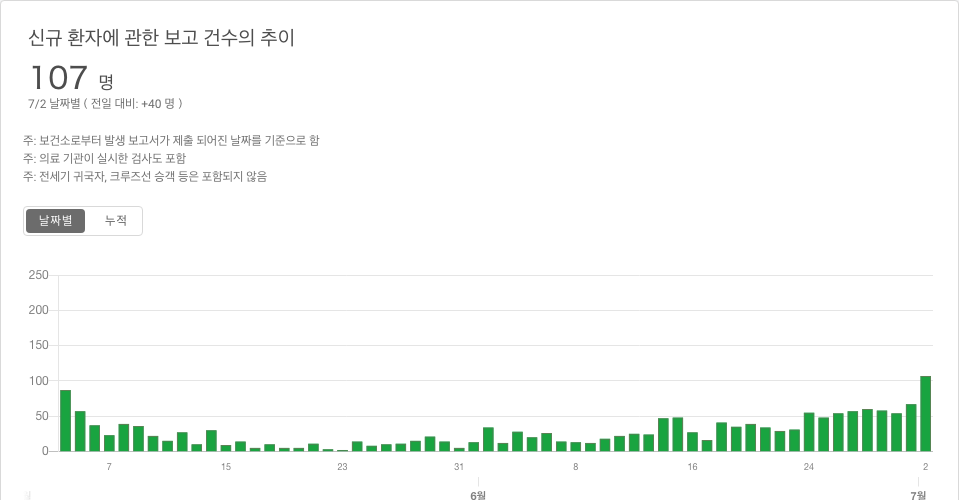 신규 환자에 관한 보고 건수의 추이
107 명
7/2 날짜별 ( 전일 대비: +40 명 )
주: 보건소로부터 발생 보고서가 제출 되어진 날짜를 기준으로 함
주: 의료 기관이 실시한 검사도 포함
주: 전세기 귀국자, 크루즈선 승객 등은 포함되지 않음
날짜별 누적
250
200
150
100
50
0
7 15 23 31 8 16 24 2
6월 7월